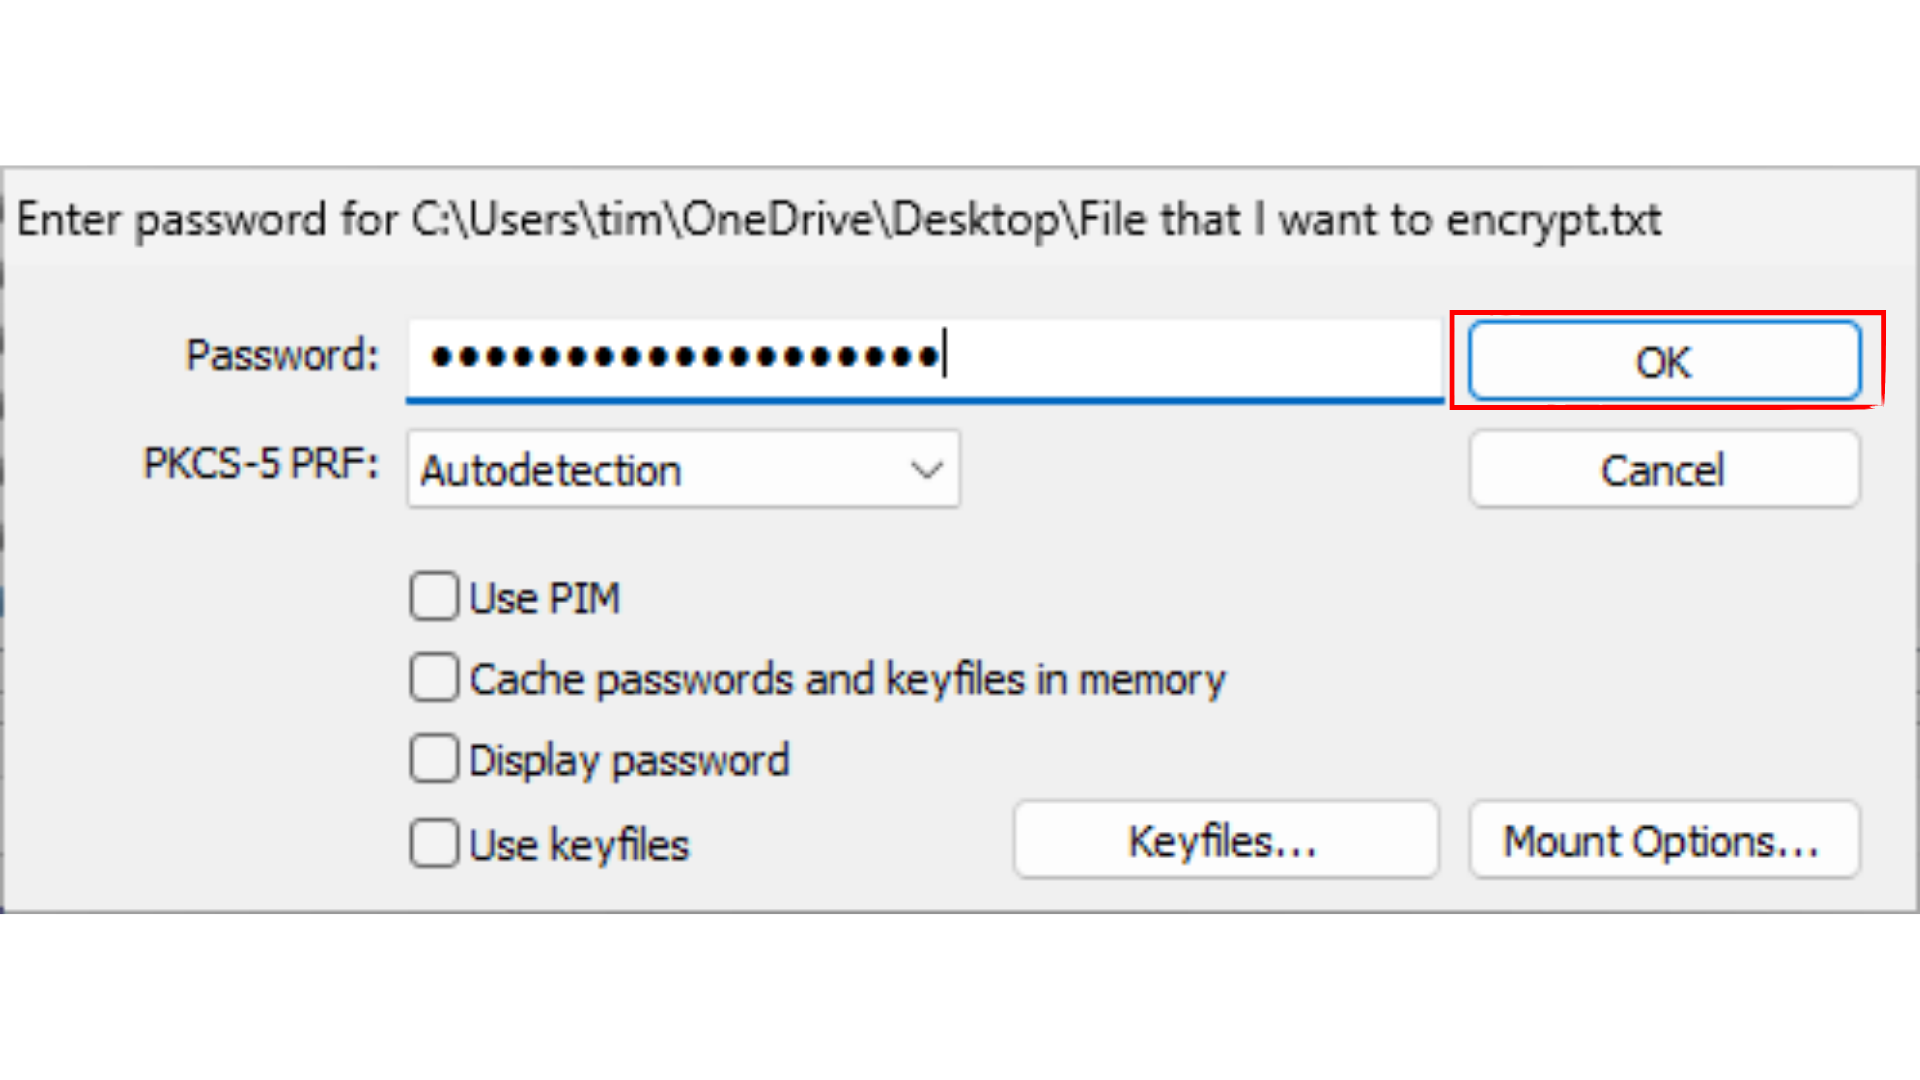 Enter password for C:\Users\tim\OneDrive\Desktop\File that I want to encrypt.txt
Password: ●●●●●●●●●●●●●●●●●●● OK
PKCS-5 PRF: Autodetection Cancel
Use PIM
Cache passwords and keyfiles in memory
Display password
Use keyfiles Keyfiles... Mount Options...